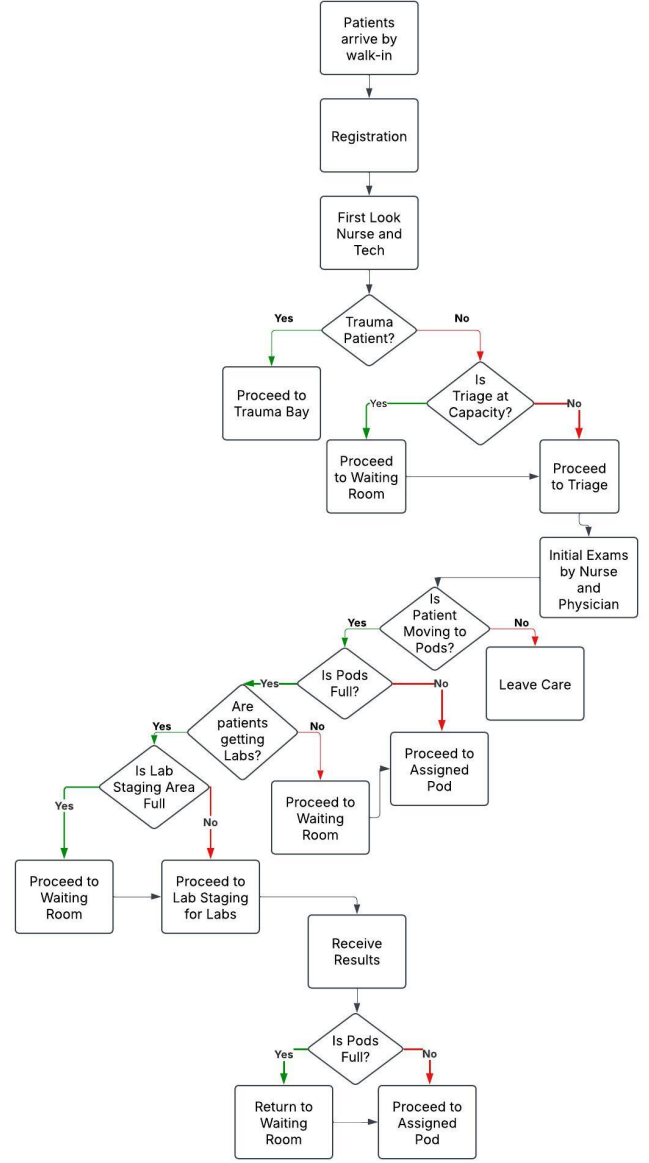 Patients
arrive by
walk-in
Registration
First Look
Nurse and
Tech
Yes
No
Trauma
Patient?
Proceed to
Trauma Bay
Is
Triage at
Capacity?
Yes
No
Proceed
to Waiting
Room
Proceed
to Triage
Initial Exams
by Nurse
and
Physician
Is
Patient
Moving to
Pods?
Yes
No
Leave Care
Is Pods
Full?
Yes
No
Are
patients
getting
Labs?
Yes
No
Proceed to
Assigned
Pod
Is Lab
Staging Area
Full
Proceed to
Waiting
Room
Yes
No
Proceed to
Waiting
Room
Proceed to
Lab Staging
for Labs
Receive
Results
Is Pods
Full?
Yes
No
Return to
Waiting
Room
Proceed to
Assigned
Pod